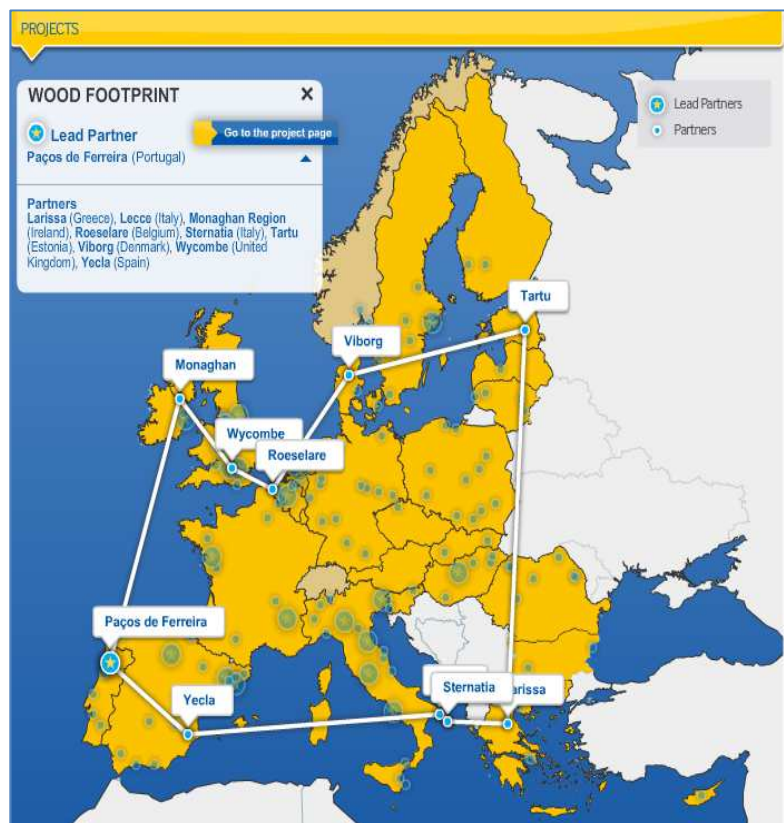 PROJECTS
WOOD FOOTPRINT
X
Lead Partner
Go to the project page
Paços de Ferreira (Portugal)
Partners
Larissa (Greece), Lecce (Italy), Monaghan Region
(Ireland), Roeselare (Belgium), Sternatia (Italy), Tartu
(Estonia), Viborg (Denmark), Wycombe (United
Kingdom), Yecla (Spain)
Lead Partners
Partners
Tartu
Viborg
Monaghan
Wycombe
Roeselare
Paços de Ferreira
Sternatia
arissa
Yecla